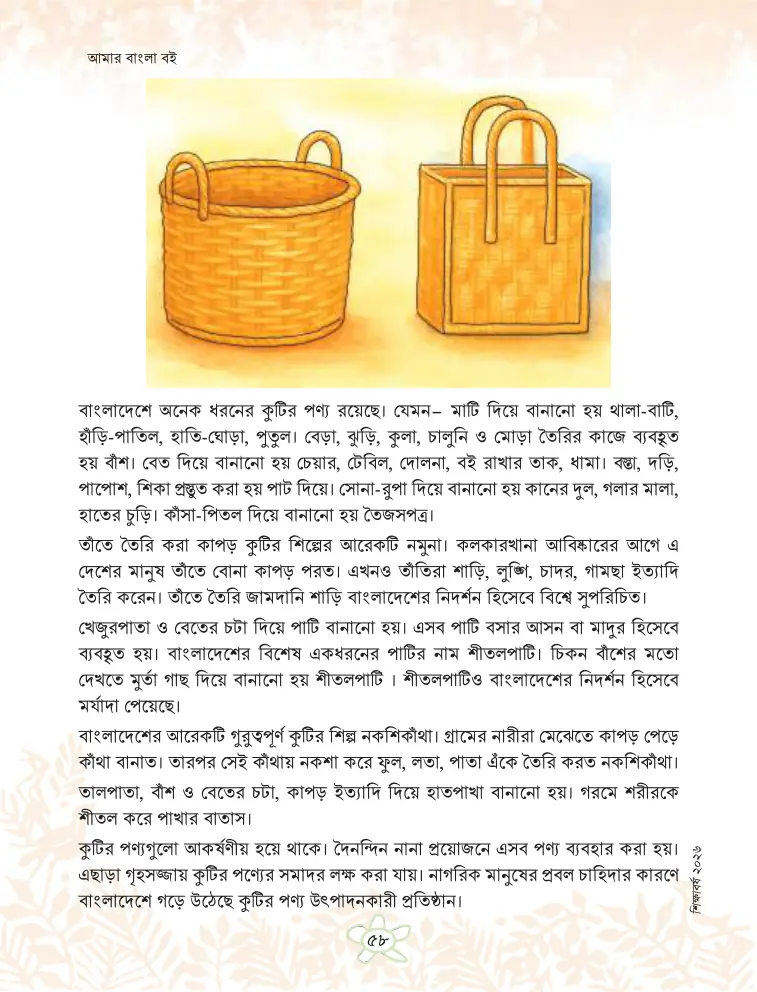 আমার বাংলা বই
বাংলাদেশে অনেক ধরনের কুটির পণ্য রয়েছে। যেমন– মাটি দিয়ে বানানো হয় থালা-বাটি,
হাঁড়ি-পাতিল, হাতি-ঘোড়া, পুতুল। বেড়া, ঝুড়ি, কুলা, চালুনি ও মোড়া তৈরির কাজে ব্যবহৃত
হয় বাঁশ। বেত দিয়ে বানানো হয় চেয়ার, টেবিল, দোলনা, বই রাখার তাক, ধামা। বস্তা, দড়ি,
পাপোশ, শিকা প্রস্তুত করা হয় পাট দিয়ে। সোনা-রুপা দিয়ে বানানো হয় কানের দুল, গলার মালা,
হাতের চুড়ি। কাঁসা-পিতল দিয়ে বানানো হয় তৈজসপত্র।
তাঁতে তৈরি করা কাপড় কুটির শিল্পের আরেকটি নমুনা। কলকারখানা আবিষ্কারের আগে এ
দেশের মানুষ তাঁতে বোনা কাপড় পরত। এখনও তাঁতিরা শাড়ি, লুঙ্গি, চাদর, গামছা ইত্যাদি
তৈরি করেন। তাঁতে তৈরি জামদানি শাড়ি বাংলাদেশের নিদর্শন হিসেবে বিশ্বে সুপরিচিত।
খেজুরপাতা ও বেতের চটা দিয়ে পাটি বানানো হয়। এসব পাটি বসার আসন বা মাদুর হিসেবে
ব্যবহৃত হয়। বাংলাদেশের বিশেষ একধরনের পাটির নাম শীতলপাটি। চিকন বাঁশের মতো
দেখতে মুর্তা গাছ দিয়ে বানানো হয় শীতলপাটি । শীতলপাটিও বাংলাদেশের নিদর্শন হিসেবে
মর্যাদা পেয়েছে।
বাংলাদেশের আরেকটি গুরুত্বপূর্ণ কুটির শিল্প নকশিকাঁথা। গ্রামের নারীরা মেঝেতে কাপড় পেড়ে
কাঁথা বানাত। তারপর সেই কাঁথায় নকশা করে ফুল, লতা, পাতা এঁকে তৈরি করত নকশিকাঁথা।
তালপাতা, বাঁশ ও বেতের চটা, কাপড় ইত্যাদি দিয়ে হাতপাখা বানানো হয়। গরমে শরীরকে
শীতল করে পাখার বাতাস।
কুটির পণ্যগুলো আকর্ষণীয় হয়ে থাকে। দৈনন্দিন নানা প্রয়োজনে এসব পণ্য ব্যবহার করা হয়।
এছাড়া গৃহসজ্জায় কুটির পণ্যের সমাদর লক্ষ করা যায়। নাগরিক মানুষের প্রবল চাহিদার কারণে
বাংলাদেশে গড়ে উঠেছে কুটির পণ্য উৎপাদনকারী প্রতিষ্ঠান।
শিক্ষাবর্ষ ২০২৬
৫৮